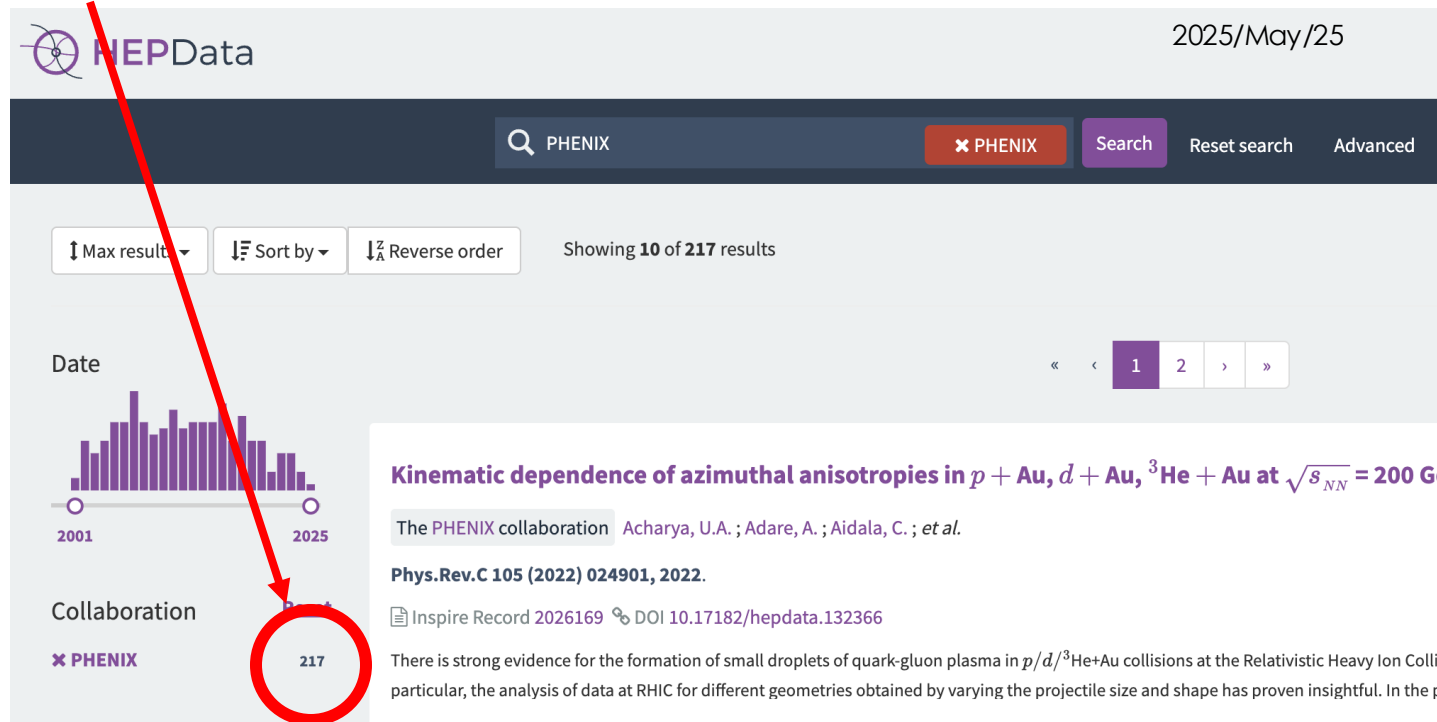 HEPData
2025/May/25
PHENIX
✖ PHENIX
Search
Reset search
Advanced
Max results
Sort by
Reverse order
Showing 10 of 217 results
Date
« ‹ 1 2 › »
2001
2025
Kinematic dependence of azimuthal anisotropies in p + Au, d + Au, ³He + Au at √s_NN = 200
The PHENIX collaboration Acharya, U.A. ; Adare, A. ; Aidala, C. ; et al.
Phys.Rev.C 105 (2022) 024901, 2022.
Inspire Record 2026169 DOI 10.17182/hepdata.132366
Collaboration
✖ PHENIX
217
There is strong evidence for the formation of small droplets of quark-gluon plasma in p/d/³He+Au collisions at the Relativistic Heavy Ion Colli
particular, the analysis of data at RHIC for different geometries obtained by varying the projectile size and shape has proven insightful. In the